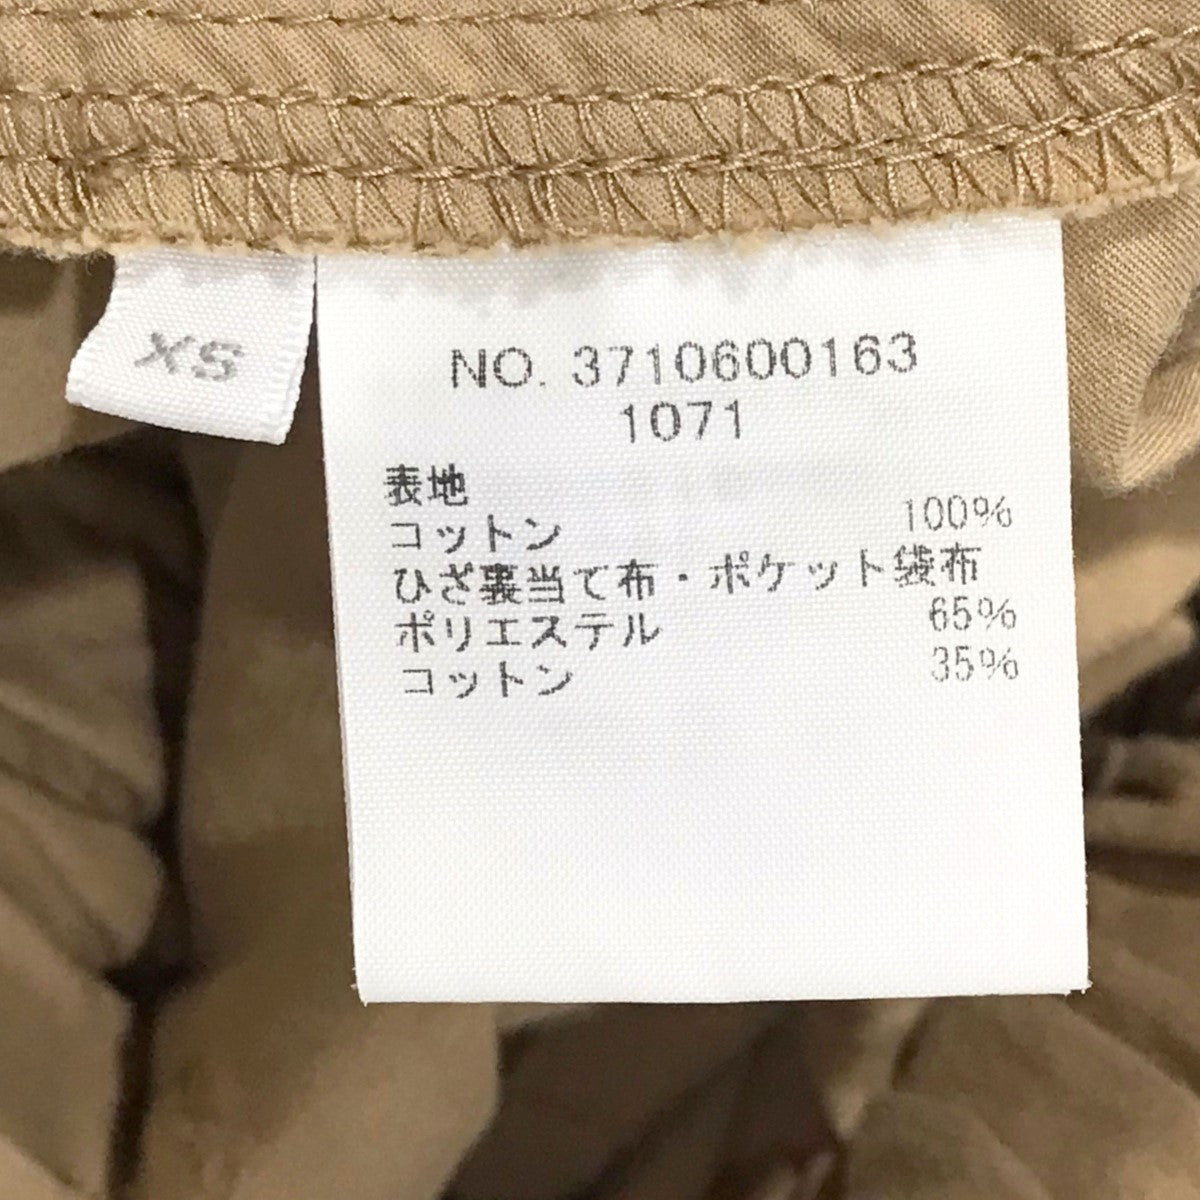 XS
NO. 3710600163
1071
表地
コットン 100%
ひざ裏当て布・ポケット袋布
ポリエステル 65%
コットン 35%